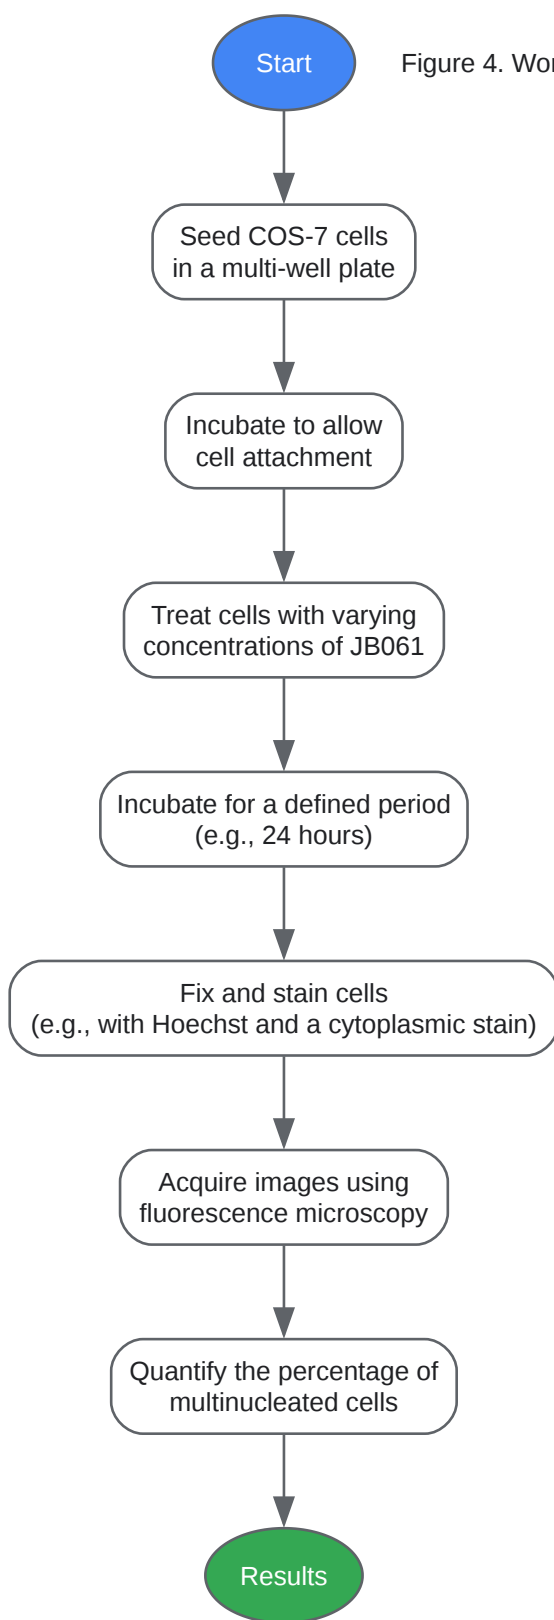 Start
Figure 4. Wor
Seed COS-7 cells
in a multi-well plate
Incubate to allow
cell attachment
Treat cells with varying
concentrations of JB061
Incubate for a defined period
(e.g., 24 hours)
Fix and stain cells
(e.g., with Hoechst and a cytoplasmic stain)
Acquire images using
fluorescence microscopy
Quantify the percentage of
multinucleated cells
Results